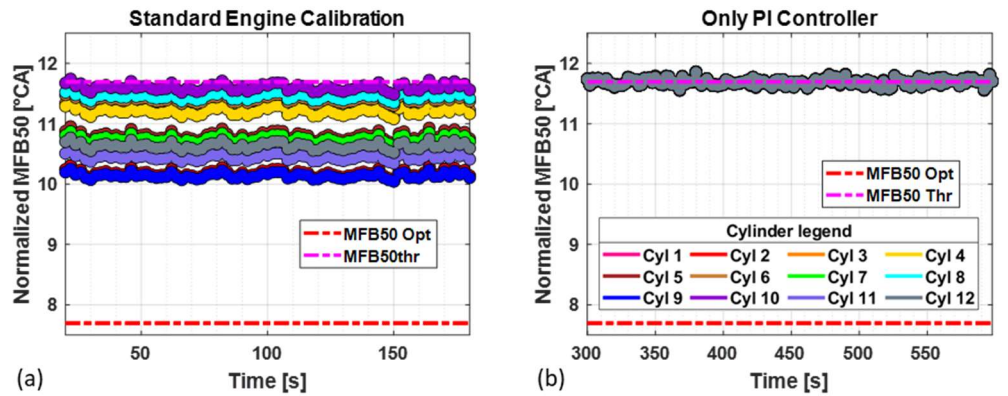 Standard Engine Calibration
Normalized MFB50 [ºCA]
12
11
10
9
8
MFB50 Opt
MFB50thr
50
100
150
Time [s]
(a)
Only PI Controller
Normalized MFB50 [ºCA]
12
11
10
9
8
MFB50 Opt
MFB50 Thr
Cylinder legend
Cyl 1 Cyl 2 Cyl 3 Cyl 4
Cyl 5 Cyl 6 Cyl 7 Cyl 8
Cyl 9 Cyl 10 Cyl 11 Cyl 12
300 350 400 450 500 550
Time [s]
(b)